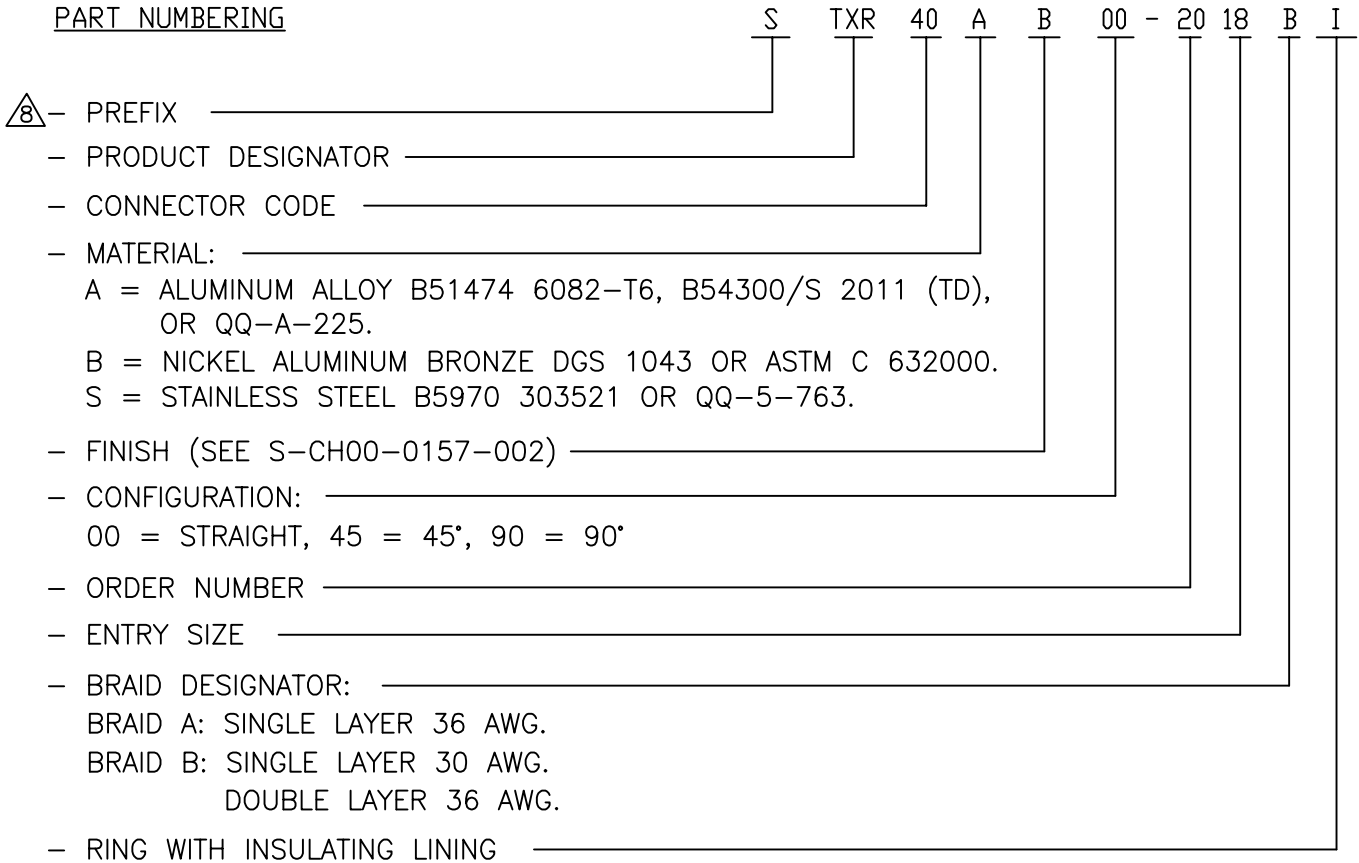 PART NUMBERING S TXR 40 A B 00 - 20 18 B I
8 - PREFIX
- PRODUCT DESIGNATOR
- CONNECTOR CODE
- MATERIAL:
A = ALUMINUM ALLOY B51474 6082-T6, B54300/S 2011 (TD),
OR QQ-A-225.
B = NICKEL ALUMINUM BRONZE DGS 1043 OR ASTM C 632000.
S = STAINLESS STEEL B5970 303521 OR QQ-5-763.
- FINISH (SEE S-CH00-0157-002)
- CONFIGURATION:
00 = STRAIGHT, 45 = 45°, 90 = 90°
- ORDER NUMBER
- ENTRY SIZE
- BRAID DESIGNATOR:
BRAID A: SINGLE LAYER 36 AWG.
BRAID B: SINGLE LAYER 30 AWG.
DOUBLE LAYER 36 AWG.
- RING WITH INSULATING LINING